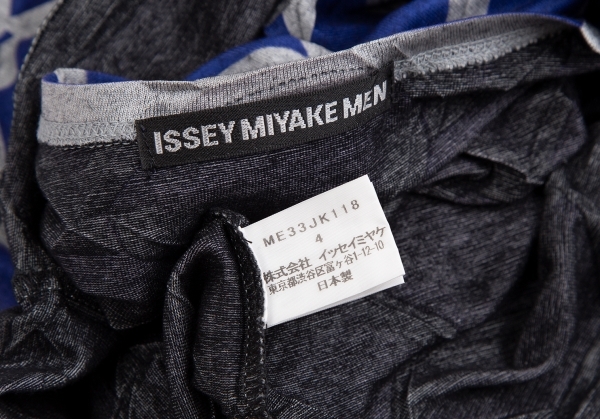 ISSEY MIYAKE MEN
ME33JK118
4
株式会社 イッセイミヤケ
東京都渋谷区富ヶ谷1-12-10
日本製